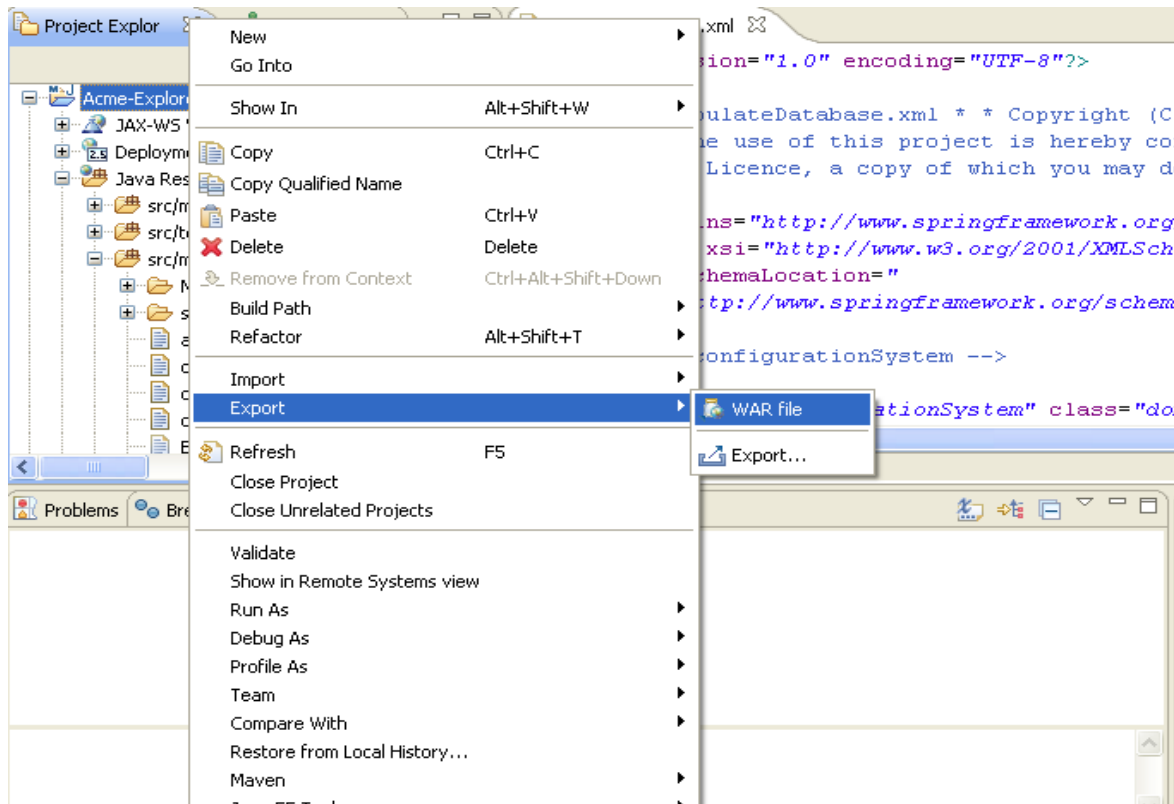 Project Explor
.xml
Acme-Explor
JAX-WS
Deploym
2.5
Java Res
src/m
src/t
src/m
New
Go Into
Show In Alt+Shift+W
Copy Ctrl+C
Copy Qualified Name
Paste Ctrl+V
Delete Delete
Remove from Context Ctrl+Alt+Shift+Down
Build Path
Refactor Alt+Shift+T
Import
Export
Refresh F5
Close Project
Close Unrelated Projects
Validate
Show in Remote Systems view
Run As
Debug As
Profile As
Team
Compare With
Restore from Local History...
Maven
WAR file
Export...
sion="1.0" encoding="UTF-8"?>
pulateDatabase.xml * * Copyright (C
he use of this project is hereby co
Licence, a copy of which you may d
ns="http://www.springframework.org
xsi="http://www.w3.org/2001/XMLSch
chemaLocation="
tp://www.springframework.org/schem
configurationSystem -->
ationSystem" class="do
Problems
Bre